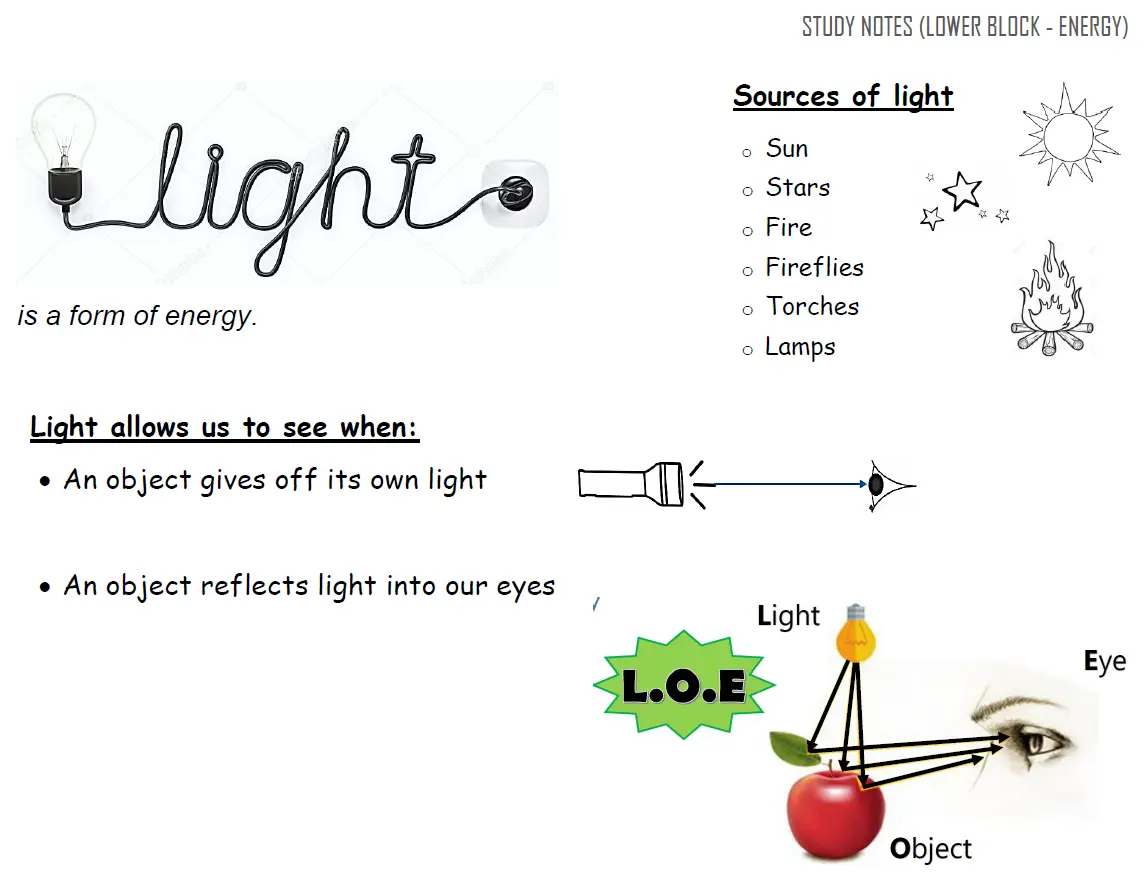 STUDY NOTES (LOWER BLOCK - ENERGY)
light
is a form of energy.
Sources of light
Sun
Stars
Fire
Fireflies
Torches
Lamps
Light allows us to see when:
An object gives off its own light
An object reflects light into our eyes
L.O.E
Light
Eye
Object